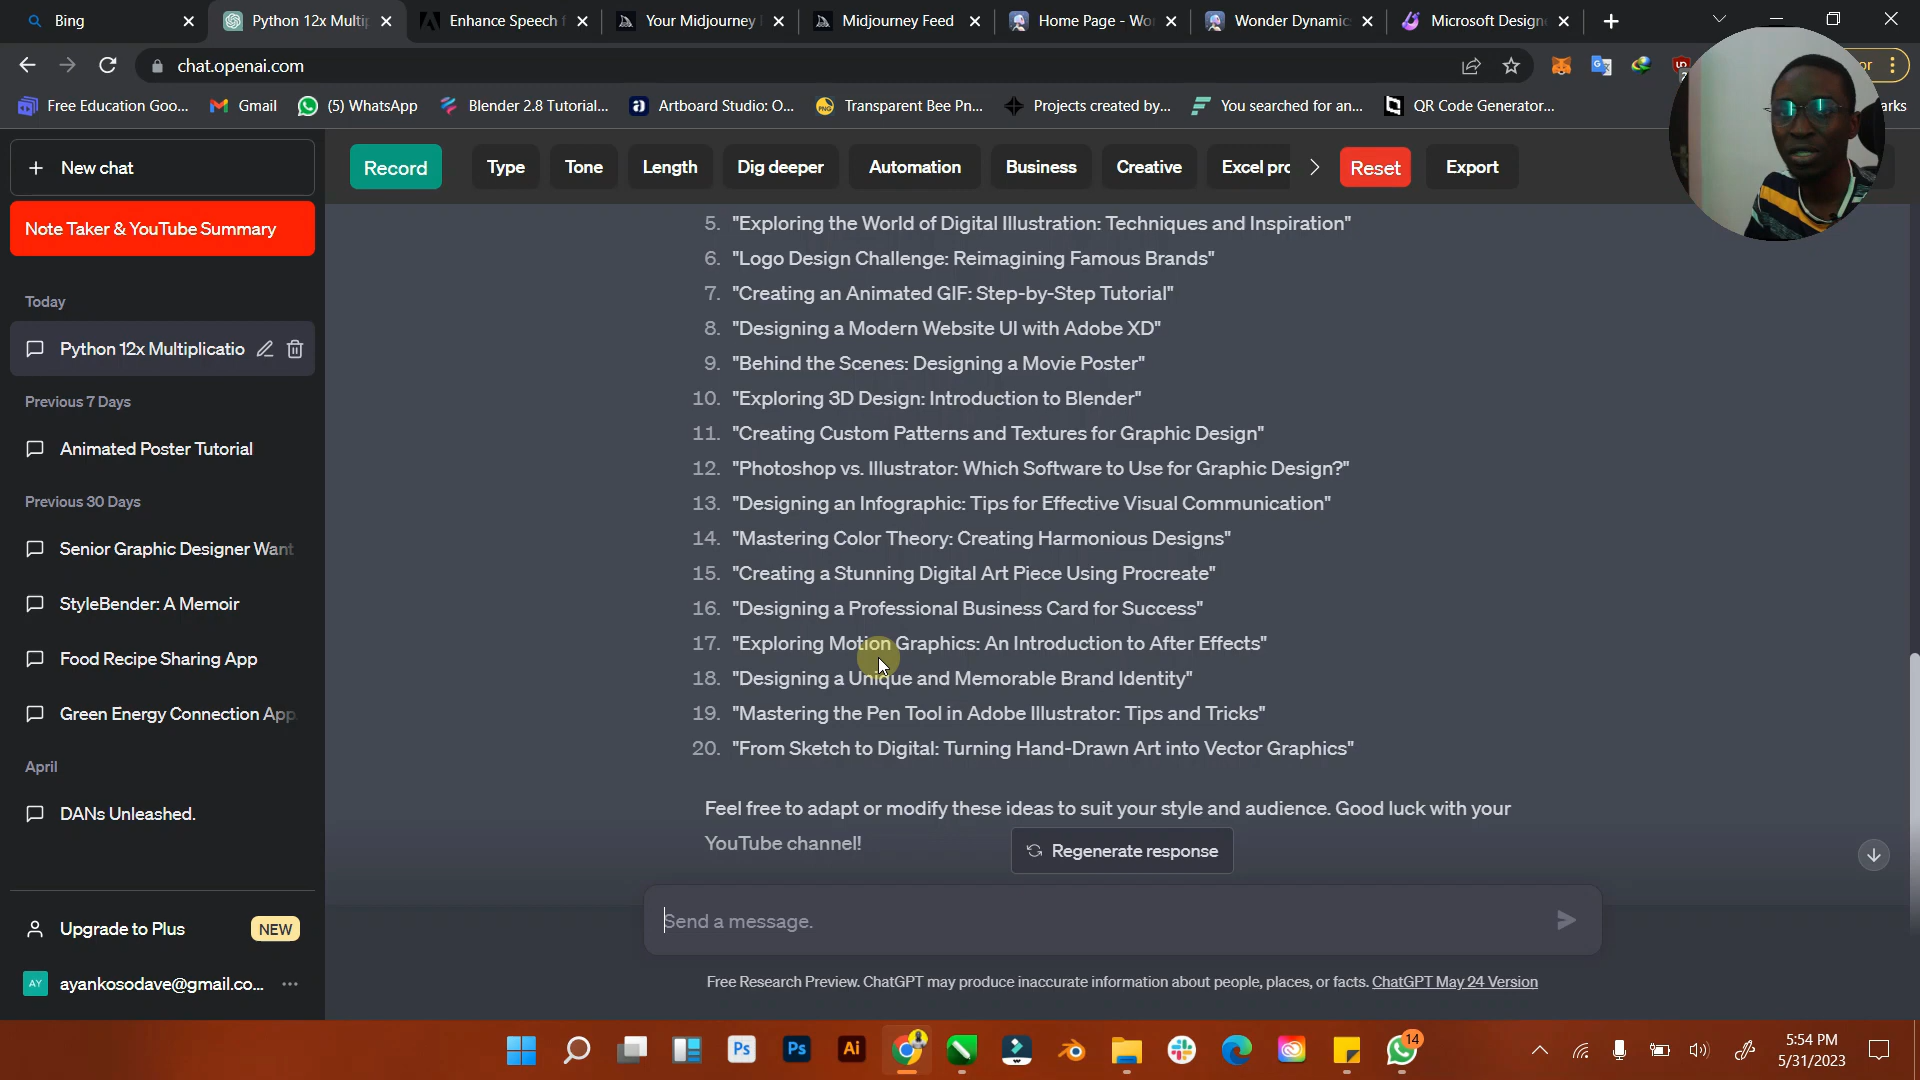 Bing
Python 12x Multip
Enhance Speech f
Your Midjourney
Midjourney Feed
Home Page - Wo
Wonder Dynamic
Microsoft Design
chat.openai.com
Free Education Goo...
Gmail
(5) WhatsApp
Blender 2.8 Tutorial...
Artboard Studio: O...
Transparent Bee Pn...
Projects created by...
You searched for an...
QR Code Generator...
arks
New chat
Record
Type
Tone
Length
Dig deeper
Automation
Business
Creative
Excel prc
Reset
Export
Note Taker & YouTube Summary
Today
Python 12x Multiplicatio
Previous 7 Days
Animated Poster Tutorial
Previous 30 Days
Senior Graphic Designer Want
StyleBender: A Memoir
Food Recipe Sharing App
Green Energy Connection App.
April
DANs Unleashed.
Upgrade to Plus
NEW
AY
ayankosodave@gmail.co...
5. "Exploring the World of Digital Illustration: Techniques and Inspiration"
6. "Logo Design Challenge: Reimagining Famous Brands"
7. "Creating an Animated GIF: Step-by-Step Tutorial"
8. "Designing a Modern Website UI with Adobe XD"
9. "Behind the Scenes: Designing a Movie Poster"
10. "Exploring 3D Design: Introduction to Blender"
11. "Creating Custom Patterns and Textures for Graphic Design"
12. "Photoshop vs. Illustrator: Which Software to Use for Graphic Design?"
13. "Designing an Infographic: Tips for Effective Visual Communication"
14. "Mastering Color Theory: Creating Harmonious Designs"
15. "Creating a Stunning Digital Art Piece Using Procreate"
16. "Designing a Professional Business Card for Success"
17. "Exploring Motion Graphics: An Introduction to After Effects"
18. "Designing a Unique and Memorable Brand Identity"
19. "Mastering the Pen Tool in Adobe Illustrator: Tips and Tricks"
20. "From Sketch to Digital: Turning Hand-Drawn Art into Vector Graphics"
Feel free to adapt or modify these ideas to suit your style and audience. Good luck with your
YouTube channel!
Regenerate response
Send a message.
Free Research Preview. ChatGPT may produce inaccurate information about people, places, or facts. ChatGPT May 24 Version
Ps
Ps
Ai
14
5:54 PM
5/31/2023